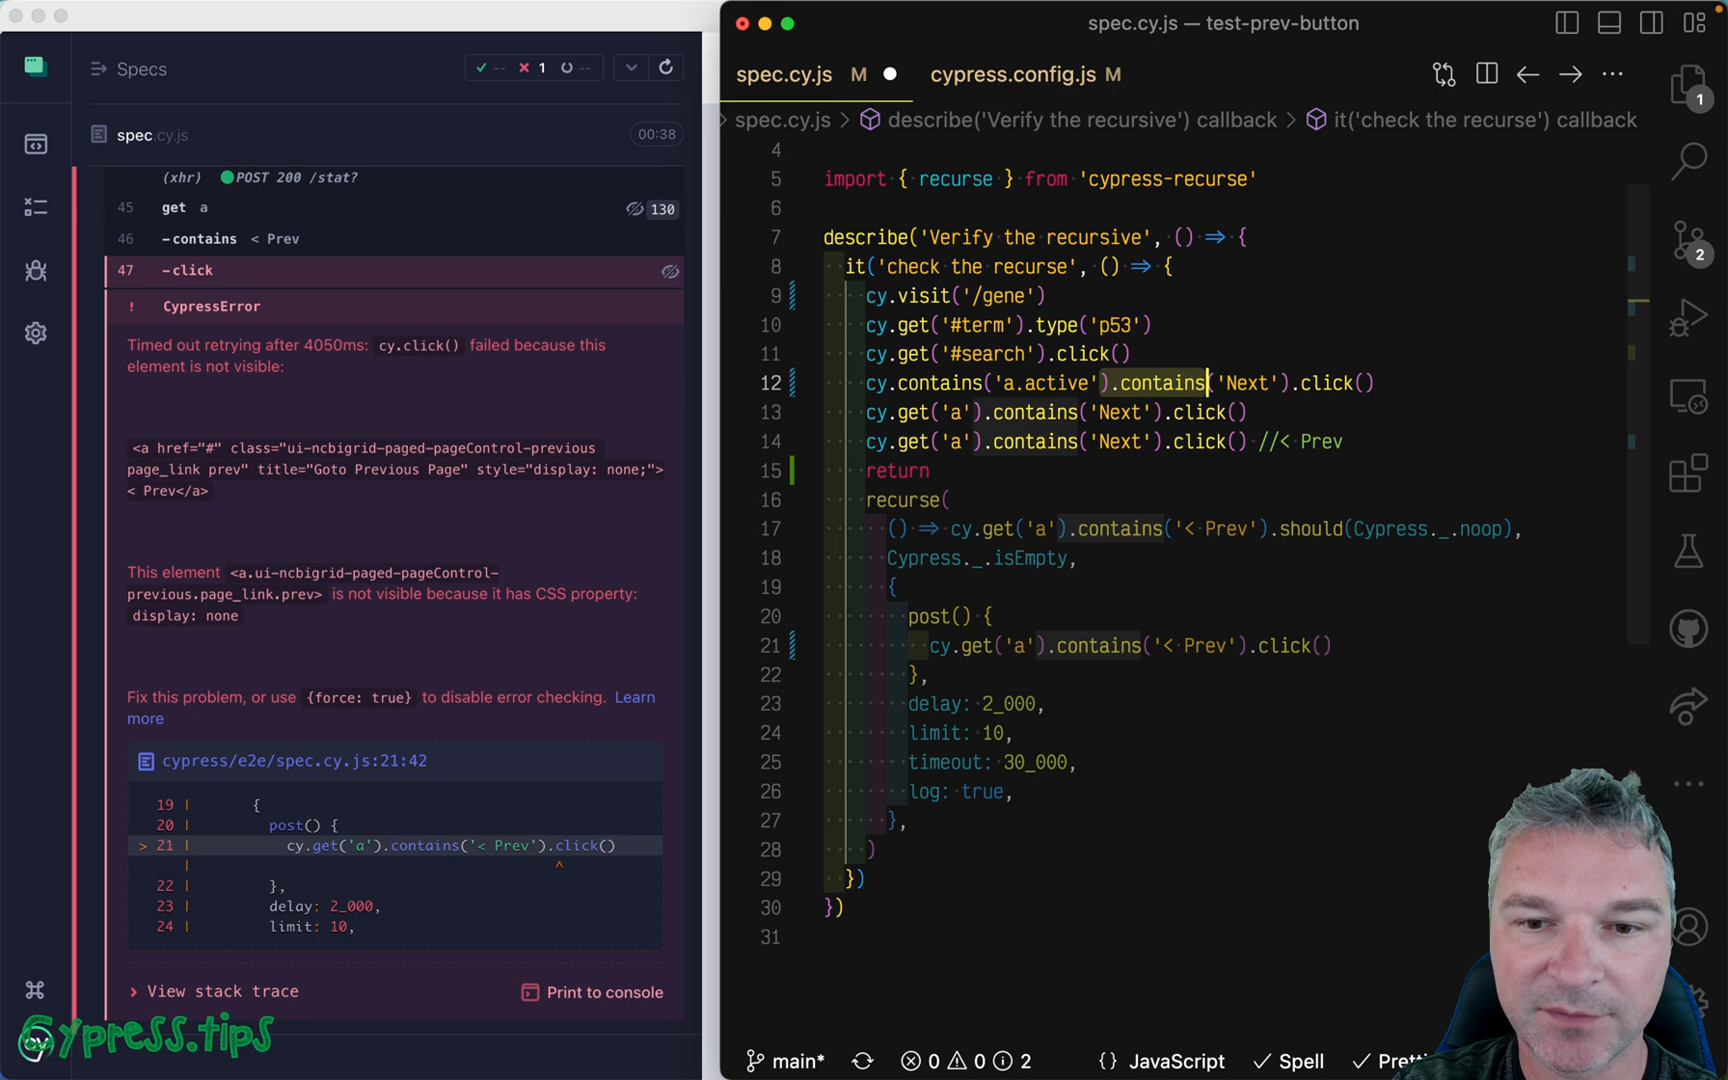 Specs
-- 1 --
spec.cy.js
00:38
(xhr) POST 200 /stat?
45 get a 130
46 -contains < Prev
47 -click
! CypressError
Timed out retrying after 4050ms: cy.click() failed because this
element is not visible:
<a href="#" class="ui-ncbigrid-paged-pageControl-previous
page_link prev" title="Goto Previous Page" style="display: none;">
< Prev</a>
This element <a.ui-ncbigrid-paged-pageControl-
previous.page_link.prev> is not visible because it has CSS property:
display: none
Fix this problem, or use {force: true} to disable error checking. Learn
more
cypress/e2e/spec.cy.js:21:42
19 | {
20 | post() {
> 21 | cy.get('a').contains('< Prev').click()
| ^
22 | },
23 | delay: 2_000,
24 | limit: 10,
> View stack trace
Print to console
Cypress.tips
cy
spec.cy.js — test-prev-button
spec.cy.js M
cypress.config.js M
...
> spec.cy.js > describe('Verify the recursive') callback > it('check the recurse') callback
4
5 import { recurse } from 'cypress-recurse'
6
7 describe('Verify the recursive', () => {
8 it('check the recurse', () => {
9 cy.visit('/gene')
10 cy.get('#term').type('p53')
11 cy.get('#search').click()
12 cy.contains('a.active').contains('Next').click()
13 cy.get('a').contains('Next').click()
14 cy.get('a').contains('Next').click() //< Prev
15 return
16 recurse(
17 () => cy.get('a').contains('< Prev').should(Cypress._.noop),
18 Cypress._.isEmpty,
19 {
20 post() {
21 cy.get('a').contains('< Prev').click()
22 },
23 delay: 2_000,
24 limit: 10,
25 timeout: 30_000,
26 log: true,
27 },
28 )
29 })
30 })
31
1
2
...
main* 0 0 2 {} JavaScript Spell Pretti